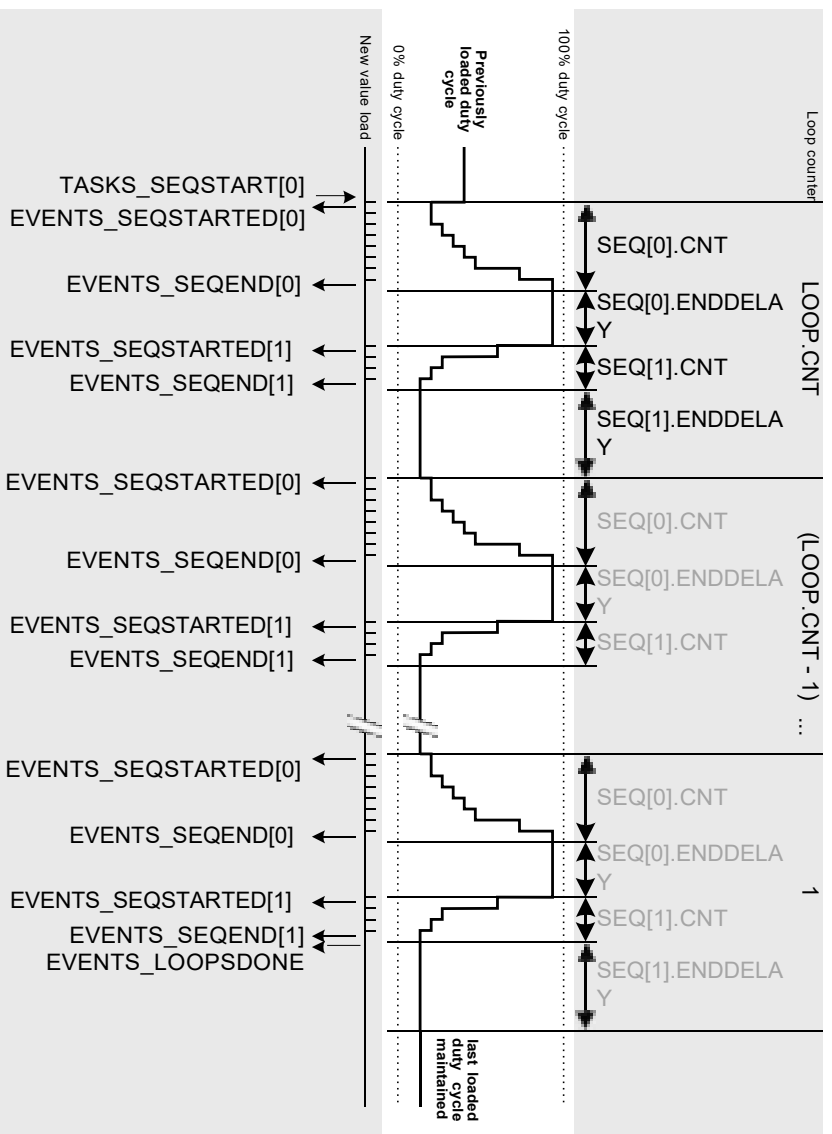 Loop counter
LOOP.CNT
(LOOP.CNT - 1) ...
1
100% duty cycle
Previously
loaded duty
cycle
0% duty cycle
New value load
last loaded
duty cycle
maintained
TASKS_SEQSTART[0]
EVENTS_SEQSTARTED[0]
SEQ[0].CNT
EVENTS_SEQEND[0]
SEQ[0].ENDDELA
Y
EVENTS_SEQSTARTED[1]
SEQ[1].CNT
EVENTS_SEQEND[1]
SEQ[1].ENDDELA
Y
EVENTS_SEQSTARTED[0]
SEQ[0].CNT
EVENTS_SEQEND[0]
SEQ[0].ENDDELA
Y
EVENTS_SEQSTARTED[1]
SEQ[1].CNT
EVENTS_SEQEND[1]
EVENTS_SEQSTARTED[0]
SEQ[0].CNT
EVENTS_SEQEND[0]
SEQ[0].ENDDELA
Y
EVENTS_SEQSTARTED[1]
SEQ[1].CNT
EVENTS_SEQEND[1]
EVENTS_LOOPSDONE
SEQ[1].ENDDELA
Y